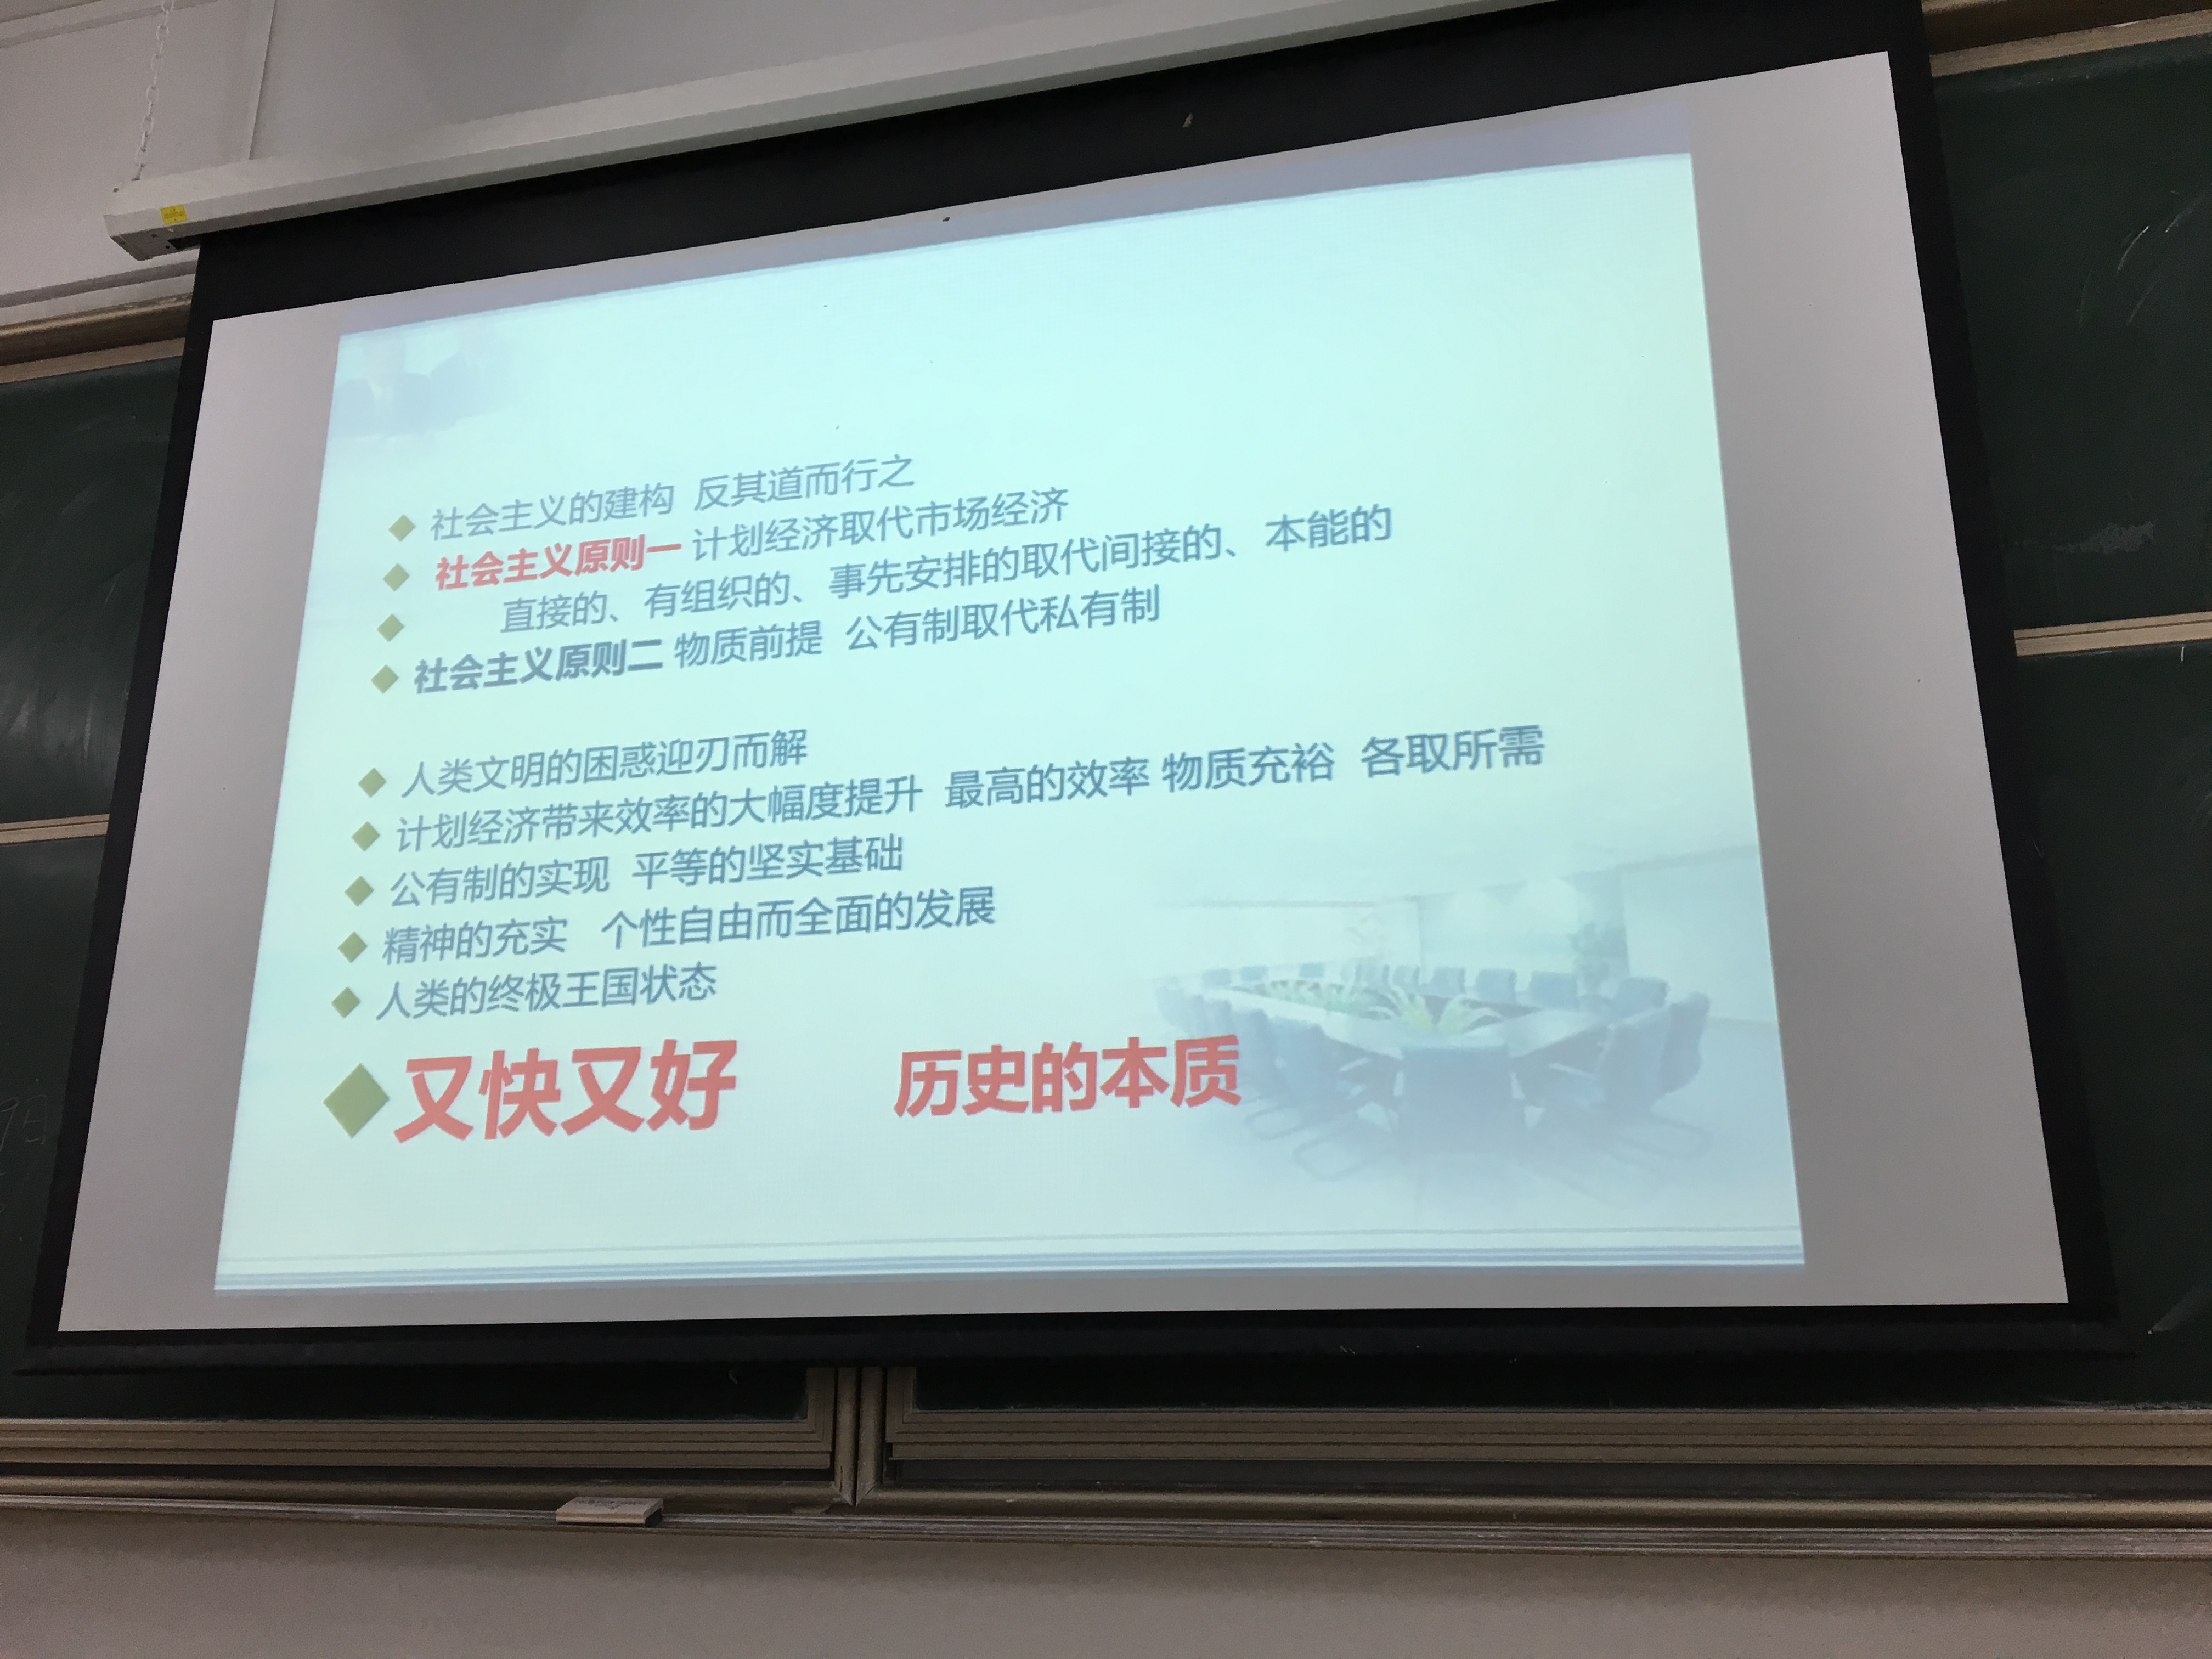 社会主义的建构 反其道而行之
社会主义原则一 计划经济取代市场经济
直接的、有组织的、事先安排的取代间接的、本能的
社会主义原则二 物质前提 公有制取代私有制
人类文明的困惑迎刃而解
计划经济带来效率的大幅度提升 最高的效率 物质充裕 各取所需
公有制的实现 平等的坚实基础
精神的充实 个性自由而全面的发展
人类的终极王国状态
又快又好 历史的本质